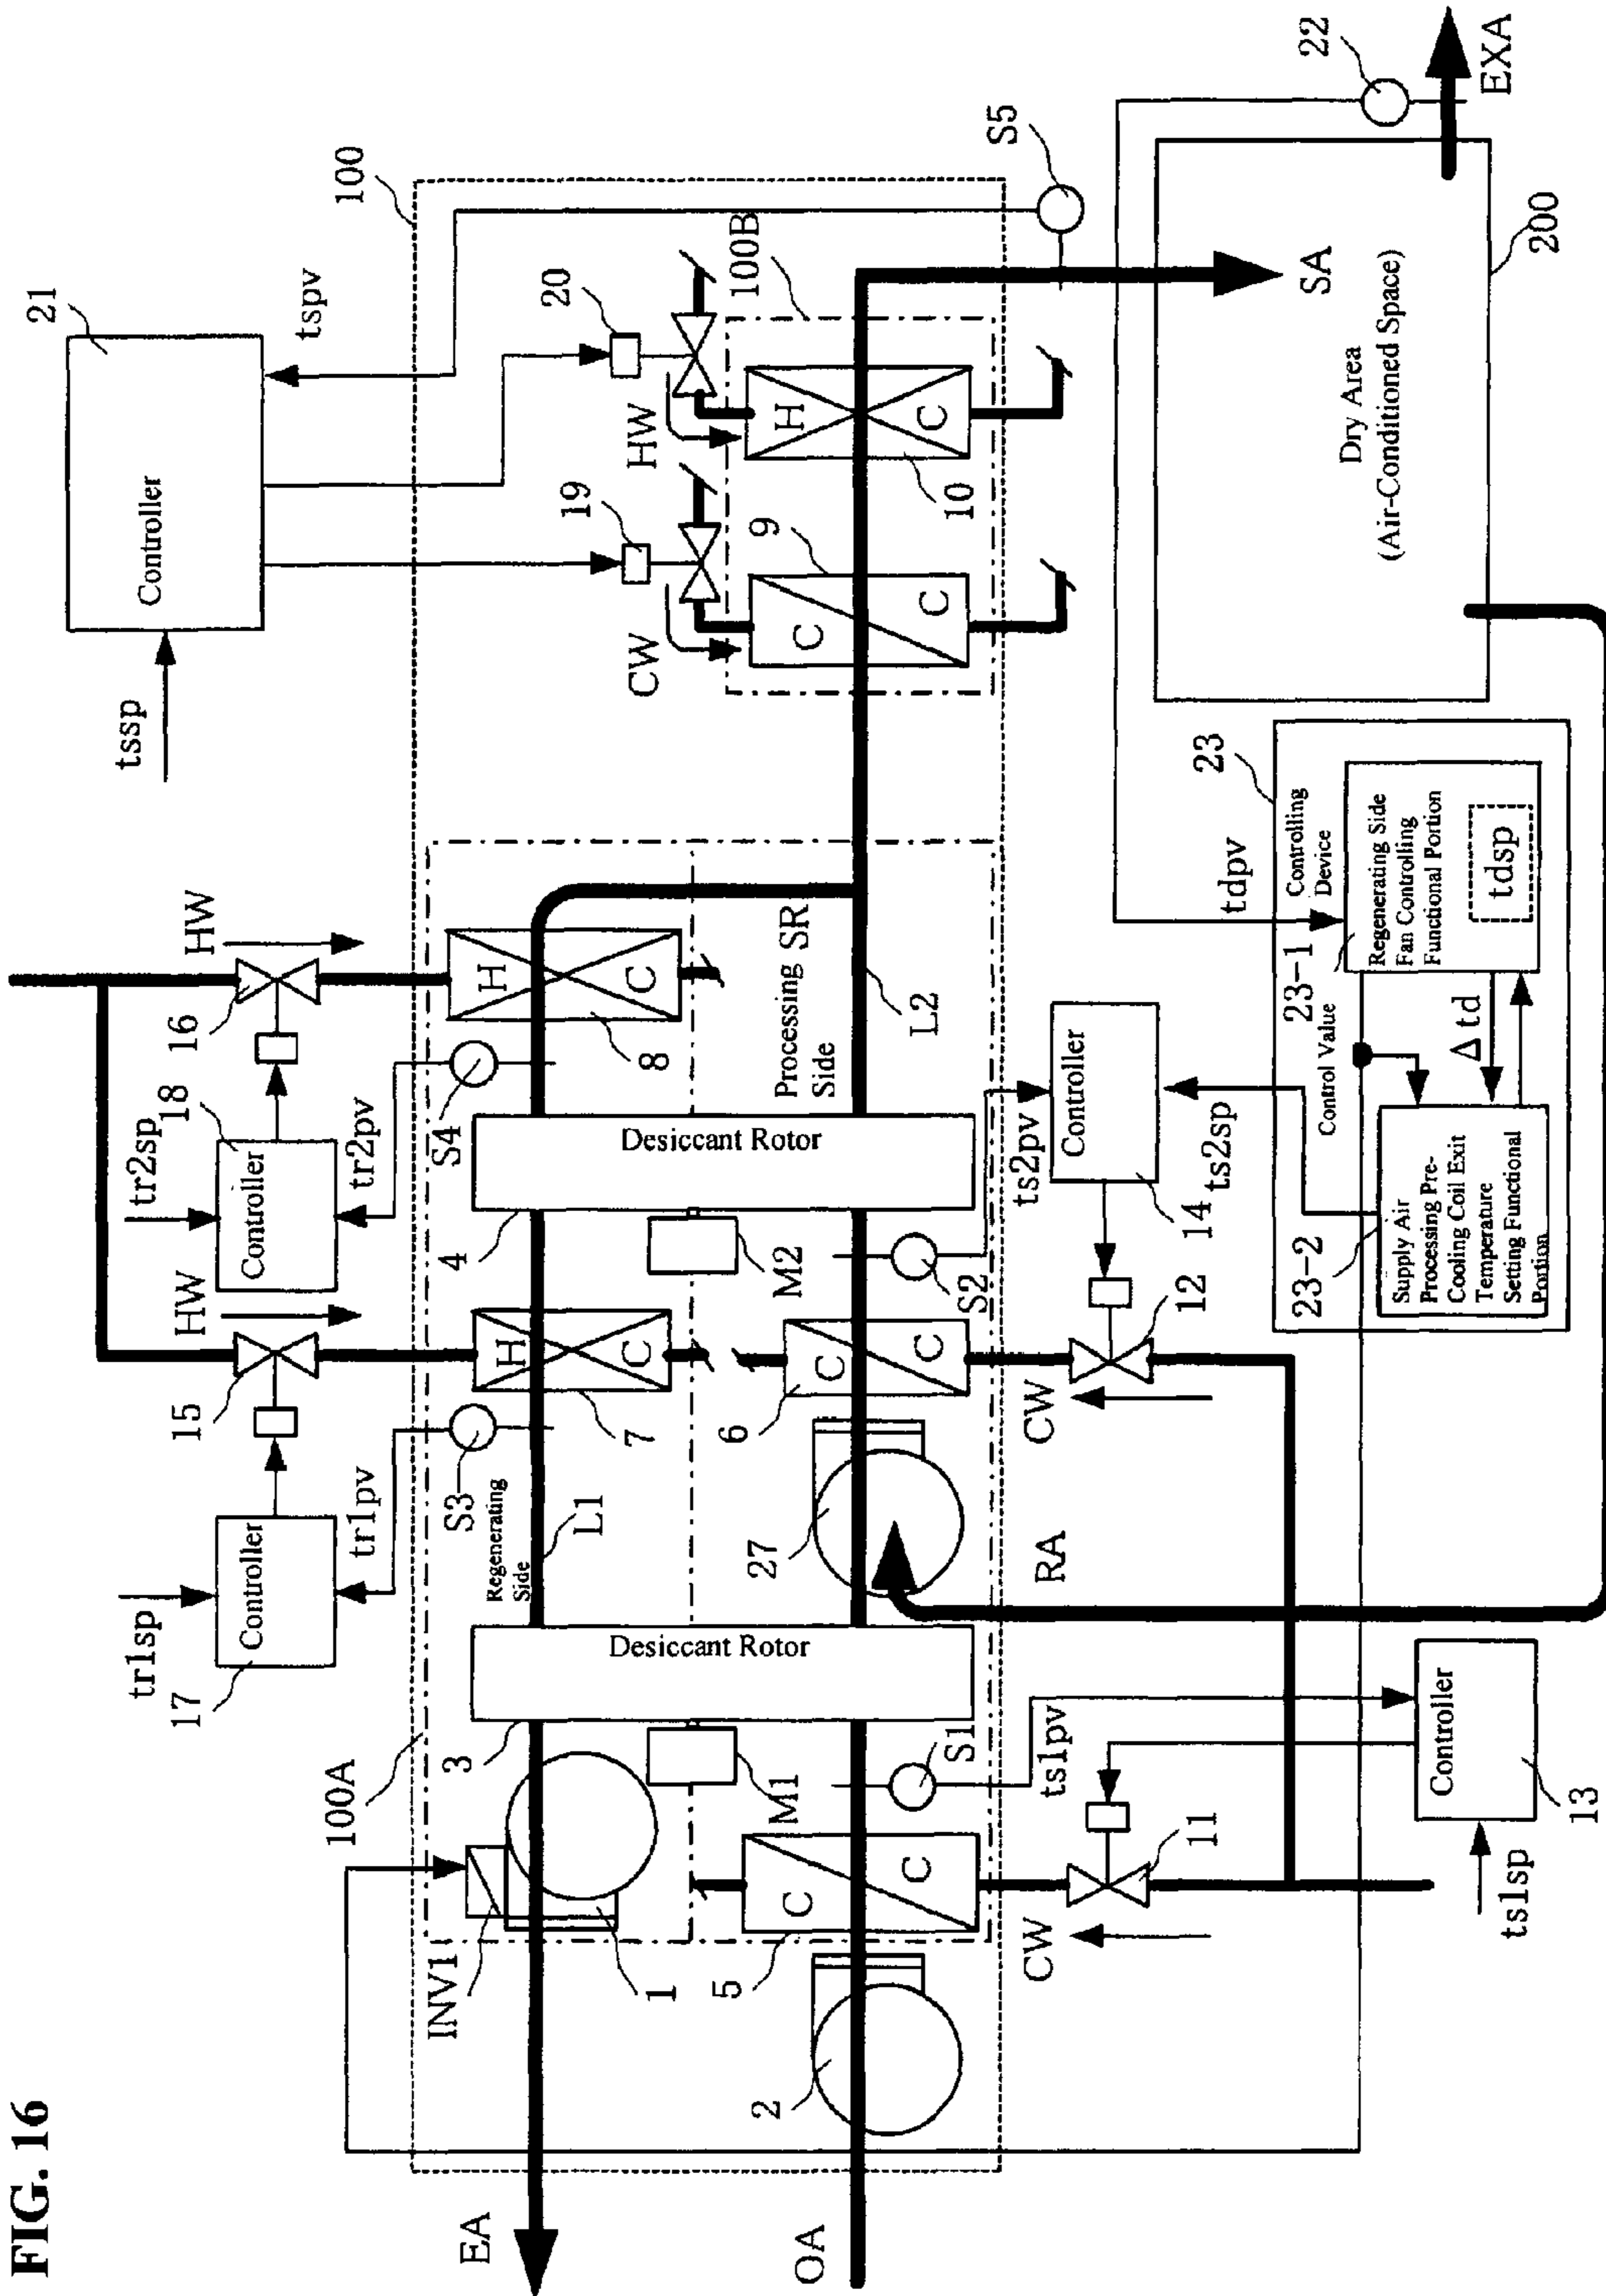 FIG. 16
21
Controller
tssp
tspv
100
20
19
HW
CW
100B
H
C
10
9
C
C
S5
22
EXA
SA
Dry Area
(Air-Conditioned Space)
200
HW
16
18
tr2sp
Controller
tr2pv
S4
H
C
8
Processing SR
Side
L2
Desiccant Rotor
4
M2
HW
15
17
tr1sp
Controller
tr1pv
S3
H
C
7
Regenerating
Side
L1
C
C
6
27
RA
S2
ts2pv
Controller
ts2sp
14
12
CW
23
Controlling
Device
tdpv
23-1
Regenerating Side
Fan Controlling
Functional Portion
tdsp
Control Value
Δtd
23-2
Supply Air
Processing Pre-
Cooling Coil Exit
Temperature
Setting Functional
Portion
Desiccant Rotor
3
100A
M1
S1
ts1pv
INV1
1
C
C
5
2
11
CW
Controller
13
ts1sp
EA
OA